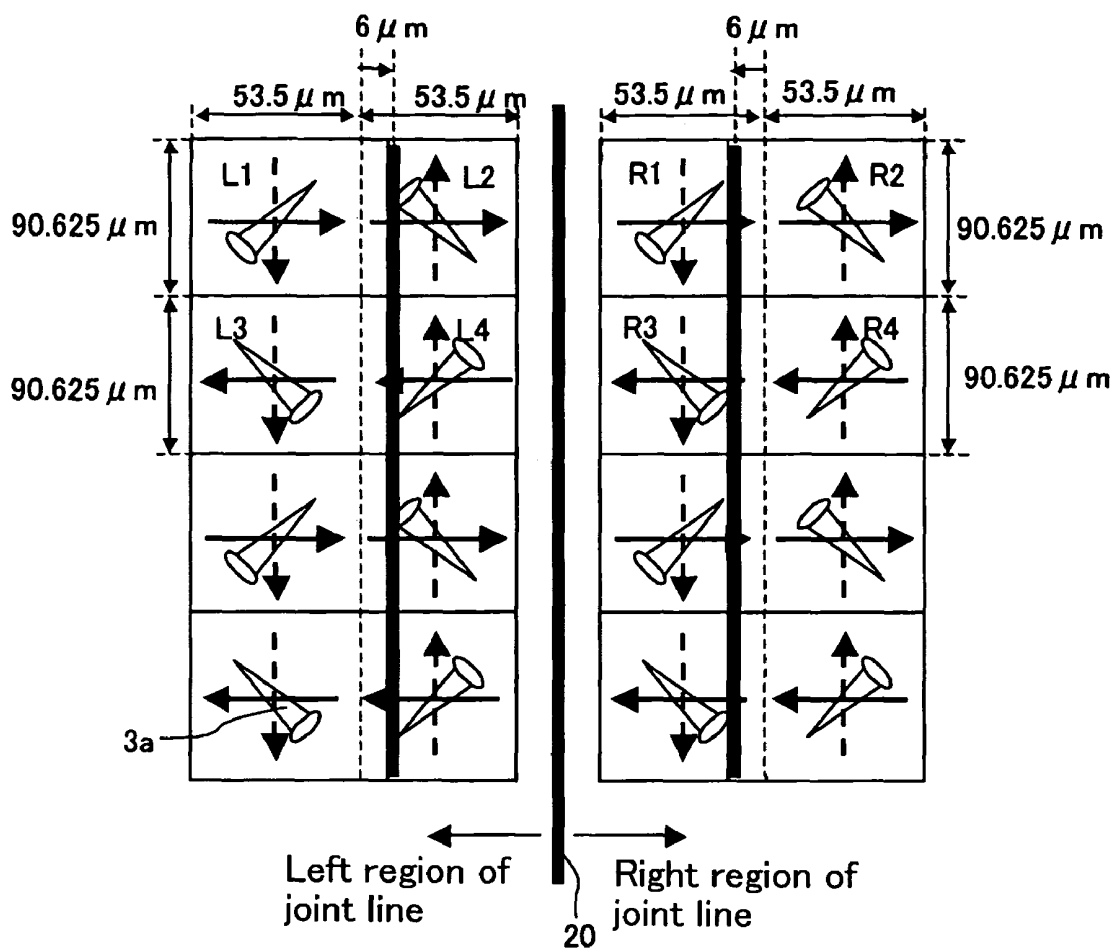 6 μm 6 μm
53.5 μm 53.5 μm 53.5 μm 53.5 μm
L1 L2 R1 R2
90.625 μm 90.625 μm
L3 L4 R3 R4
90.625 μm 90.625 μm
3a
Left region of
joint line
Right region of
joint line
20